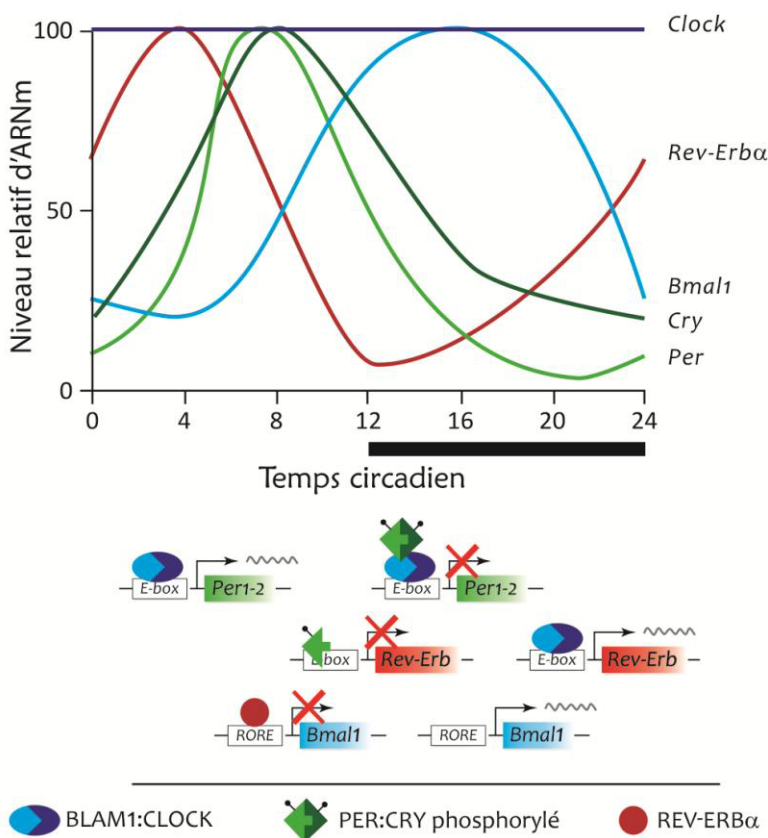 100
50
0
Niveau relatif d'ARNm
Clock
Rev-Erbα
Bmal1
Cry
Per
0 4 8 12 16 20 24
Temps circadien
E-box Per1-2
E-box Per1-2
E-box Rev-Erb
E-box Rev-Erb
RORE Bmal1
RORE Bmal1
BLAM1:CLOCK PER:CRY phosphorylé REV-ERBα